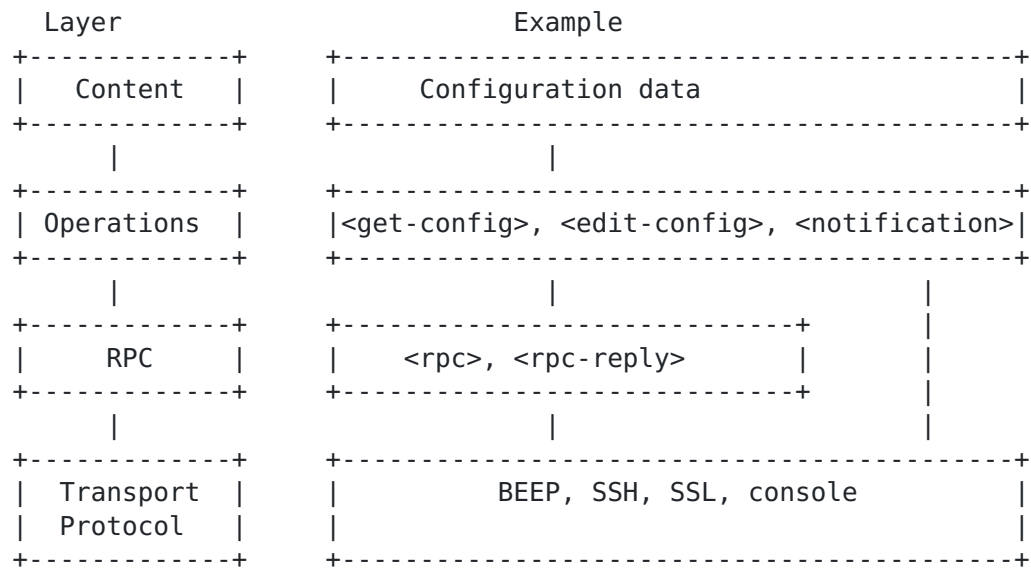 Layer                      Example
+-------------+      +-------------------------------------------+
|   Content   |      |     Configuration data                    |
+-------------+      +-------------------------------------------+
      |                            |
+-------------+      +-------------------------------------------+
| Operations  |      |<get-config>, <edit-config>, <notification>|
+-------------+      +-------------------------------------------+
      |                            |                       |
+-------------+      +-----------------------------+       |
|     RPC     |      |    <rpc>, <rpc-reply>       |       |
+-------------+      +-----------------------------+       |
      |                            |                       |
+-------------+      +-------------------------------------------+
|  Transport  |      |          BEEP, SSH, SSL, console          |
|  Protocol   |      |                                           |
+-------------+      +-------------------------------------------+